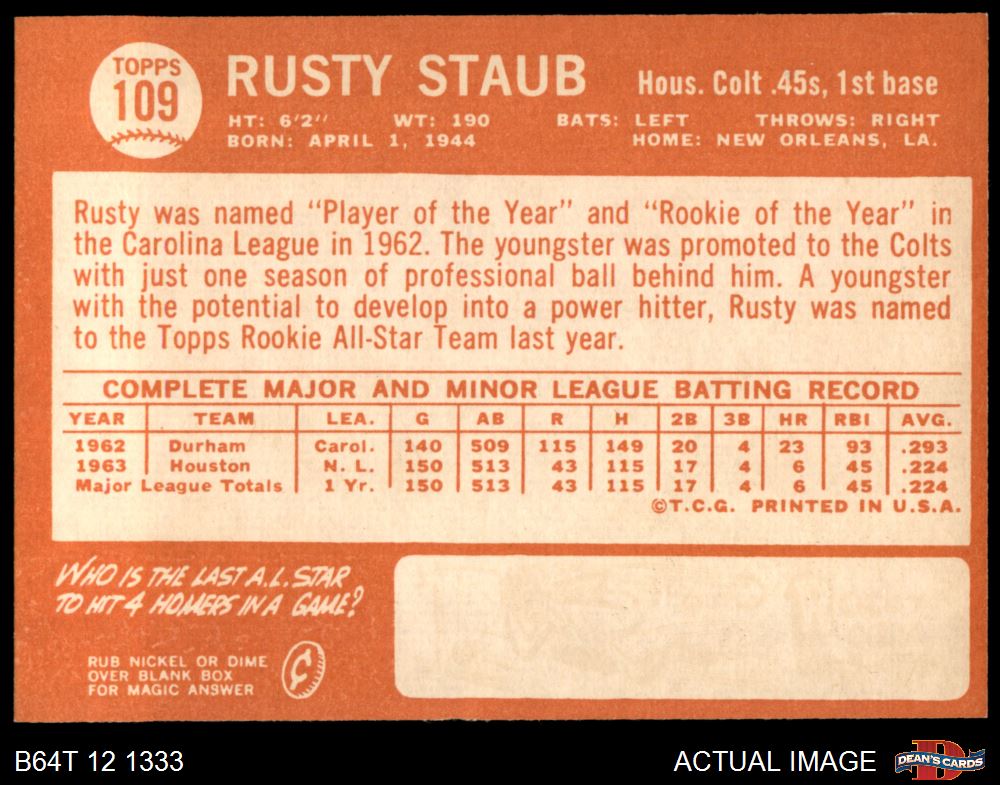 TOPPS
109
RUSTY STAUB
Hous. Colt .45s, 1st base
HT: 6'2" WT: 190 BATS: LEFT THROWS: RIGHT
BORN: APRIL 1, 1944 HOME: NEW ORLEANS, LA.
Rusty was named "Player of the Year" and "Rookie of the Year" in
the Carolina League in 1962. The youngster was promoted to the Colts
with just one season of professional ball behind him. A youngster
with the potential to develop into a power hitter, Rusty was named
to the Topps Rookie All-Star Team last year.
COMPLETE MAJOR AND MINOR LEAGUE BATTING RECORD
YEAR TEAM LEA. G AB R H 2B 3B HR RBI AVG.
1962 Durham Carol. 140 509 115 149 20 4 23 93 .293
1963 Houston N. L. 150 513 43 115 17 4 6 45 .224
Major League Totals 1 Yr. 150 513 43 115 17 4 6 45 .224
©T.C.G. PRINTED IN U.S.A.
WHO IS THE LAST A.L. STAR
TO HIT 4 HOMERS IN A GAME?
RUB NICKEL OR DIME
OVER BLANK BOX
FOR MAGIC ANSWER
¢
B64T 12 1333
ACTUAL IMAGE
D
DEAN'S CARDS